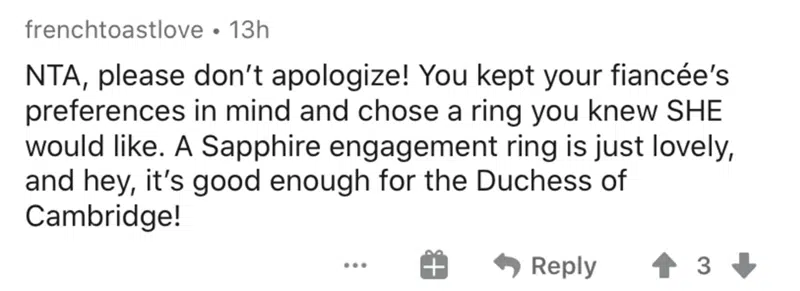 frenchtoastlove • 13h
NTA, please don’t apologize! You kept your fiancée’s
preferences in mind and chose a ring you knew SHE
would like. A Sapphire engagement ring is just lovely,
and hey, it’s good enough for the Duchess of
Cambridge!
Reply 3